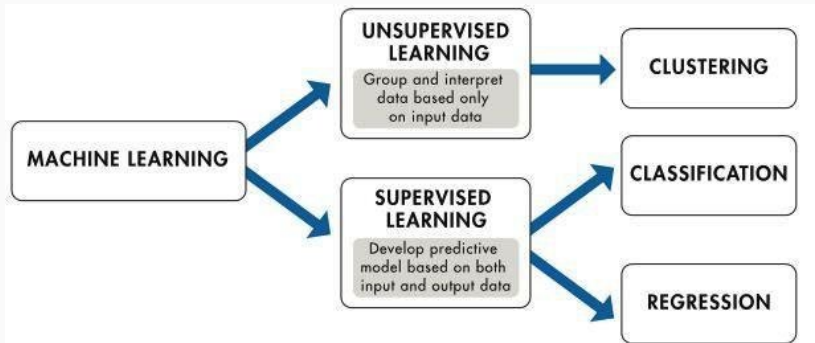 MACHINE LEARNING
UNSUPERVISED
LEARNING
Group and interpret
data based only
on input data
CLUSTERING
SUPERVISED
LEARNING
Develop predictive
model based on both
input and output data
CLASSIFICATION
REGRESSION